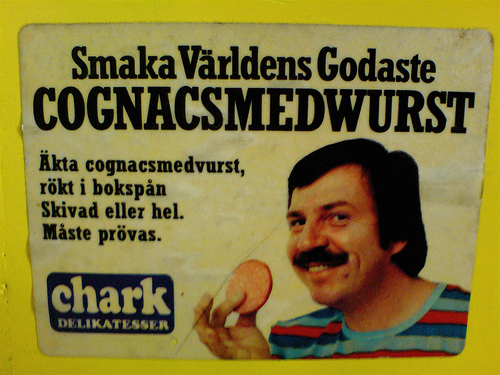 Smaka Världens Godaste
COGNACSMEDWURST
Äkta cognacsmedvurst,
rökt i bokspån
Skivad eller hel.
Måste prövas.
chark
DELIKATESSER